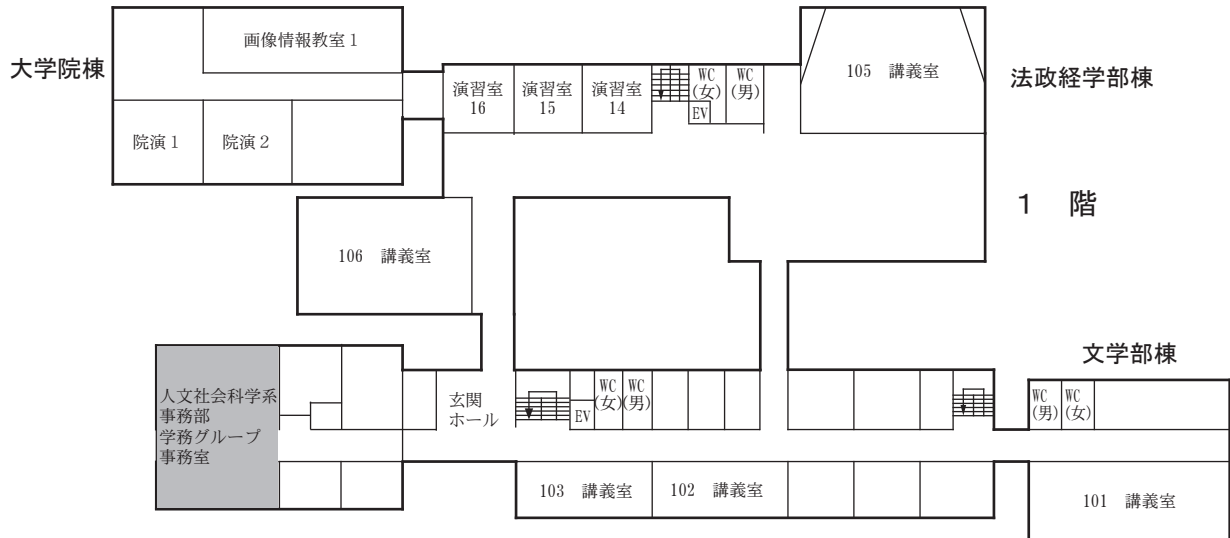 画像情報教室1
大学院棟
演習室
16
演習室
15
演習室
14
WC
(女)
WC
(男)
EV
105 講義室
法政経学部棟
院演1
院演2
1 階
106 講義室
文学部棟
人文社会科学系
事務部
学務グループ
事務室
玄関
ホール
EV
WC
(女)
WC
(男)
WC
(男)
WC
(女)
103 講義室
102 講義室
101 講義室